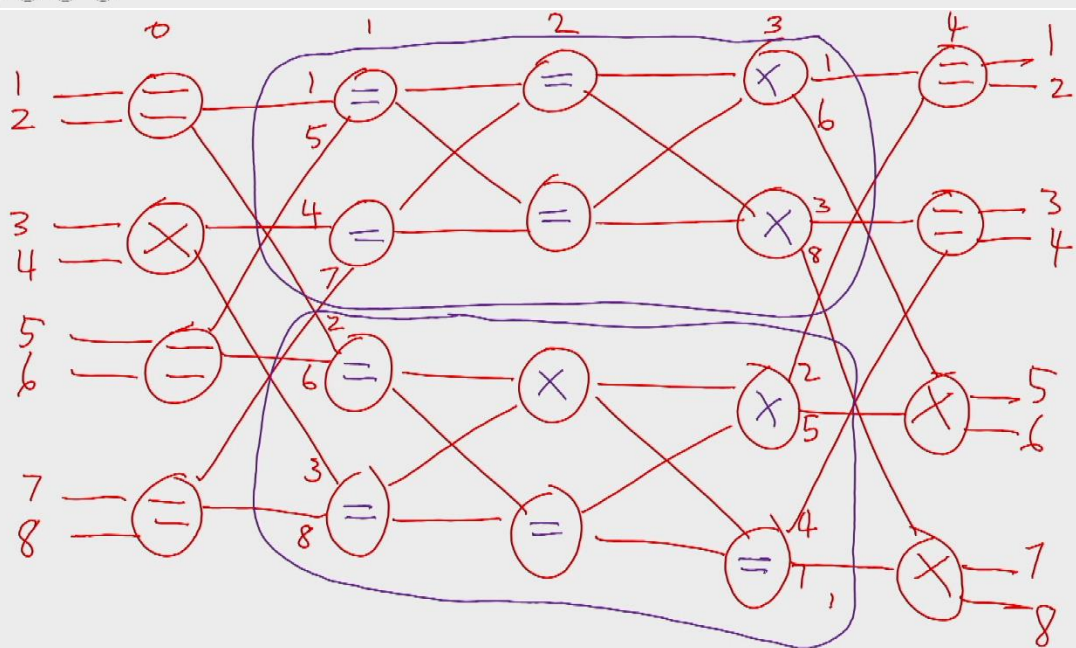 0 1 2 3 4
1 = 1 = = × 1 = 1
2 5 6 2
3 × 4 = = × 3 = 3
4 7 8 4
5 = 2 = × × 2 × 5
6 6 5 6
7 = 3 = = = 4 × 7
8 8 7 8